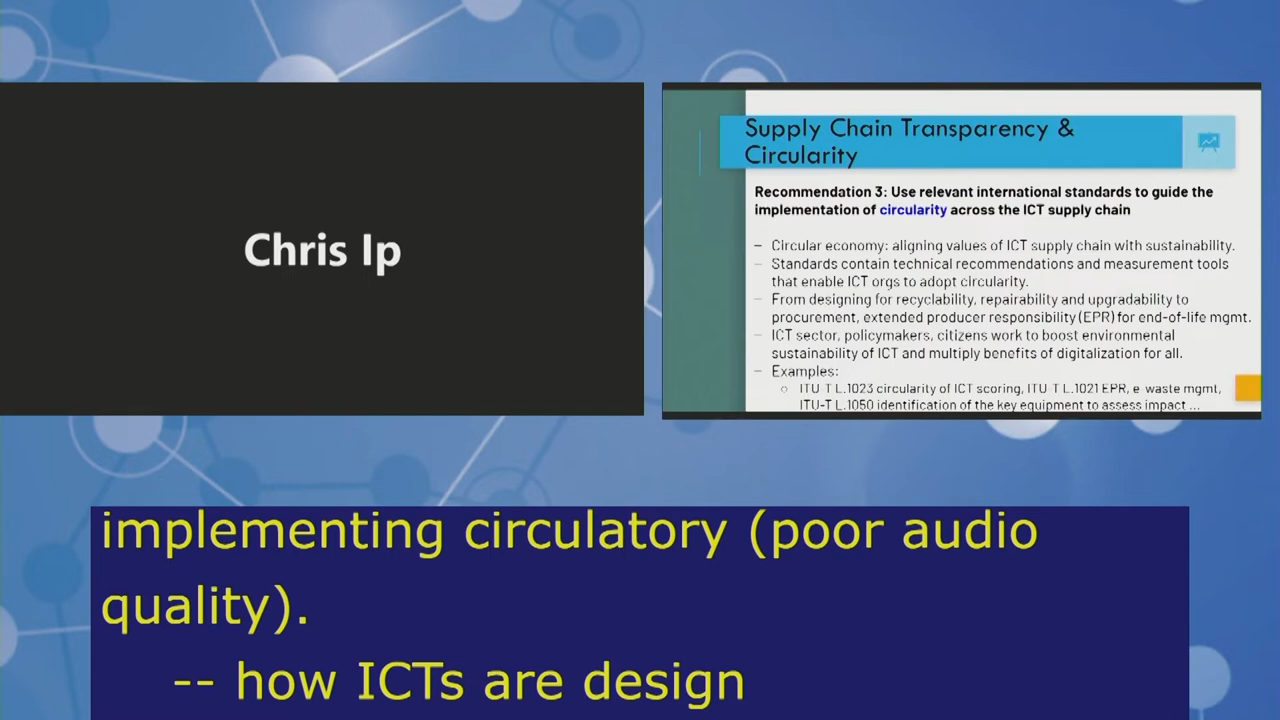 Chris Ip
Supply Chain Transparency &
Circularity
Recommendation 3: Use relevant international standards to guide the
implementation of circularity across the ICT supply chain
– Circular economy: aligning values of ICT supply chain with sustainability.
– Standards contain technical recommendations and measurement tools
that enable ICT orgs to adopt circularity.
– From designing for recyclability, repairability and upgradability to
procurement, extended producer responsibility (EPR) for end-of-life mgmt.
– ICT sector, policymakers, citizens work to boost environmental
sustainability of ICT and multiply benefits of digitalization for all.
– Examples:
○ ITU-T L.1023 circularity of ICT scoring, ITU-T L.1021 EPR, e-waste mgmt,
ITU-T L.1050 identification of the key equipment to assess impact ...
implementing circulatory (poor audio
quality).
-- how ICTs are design